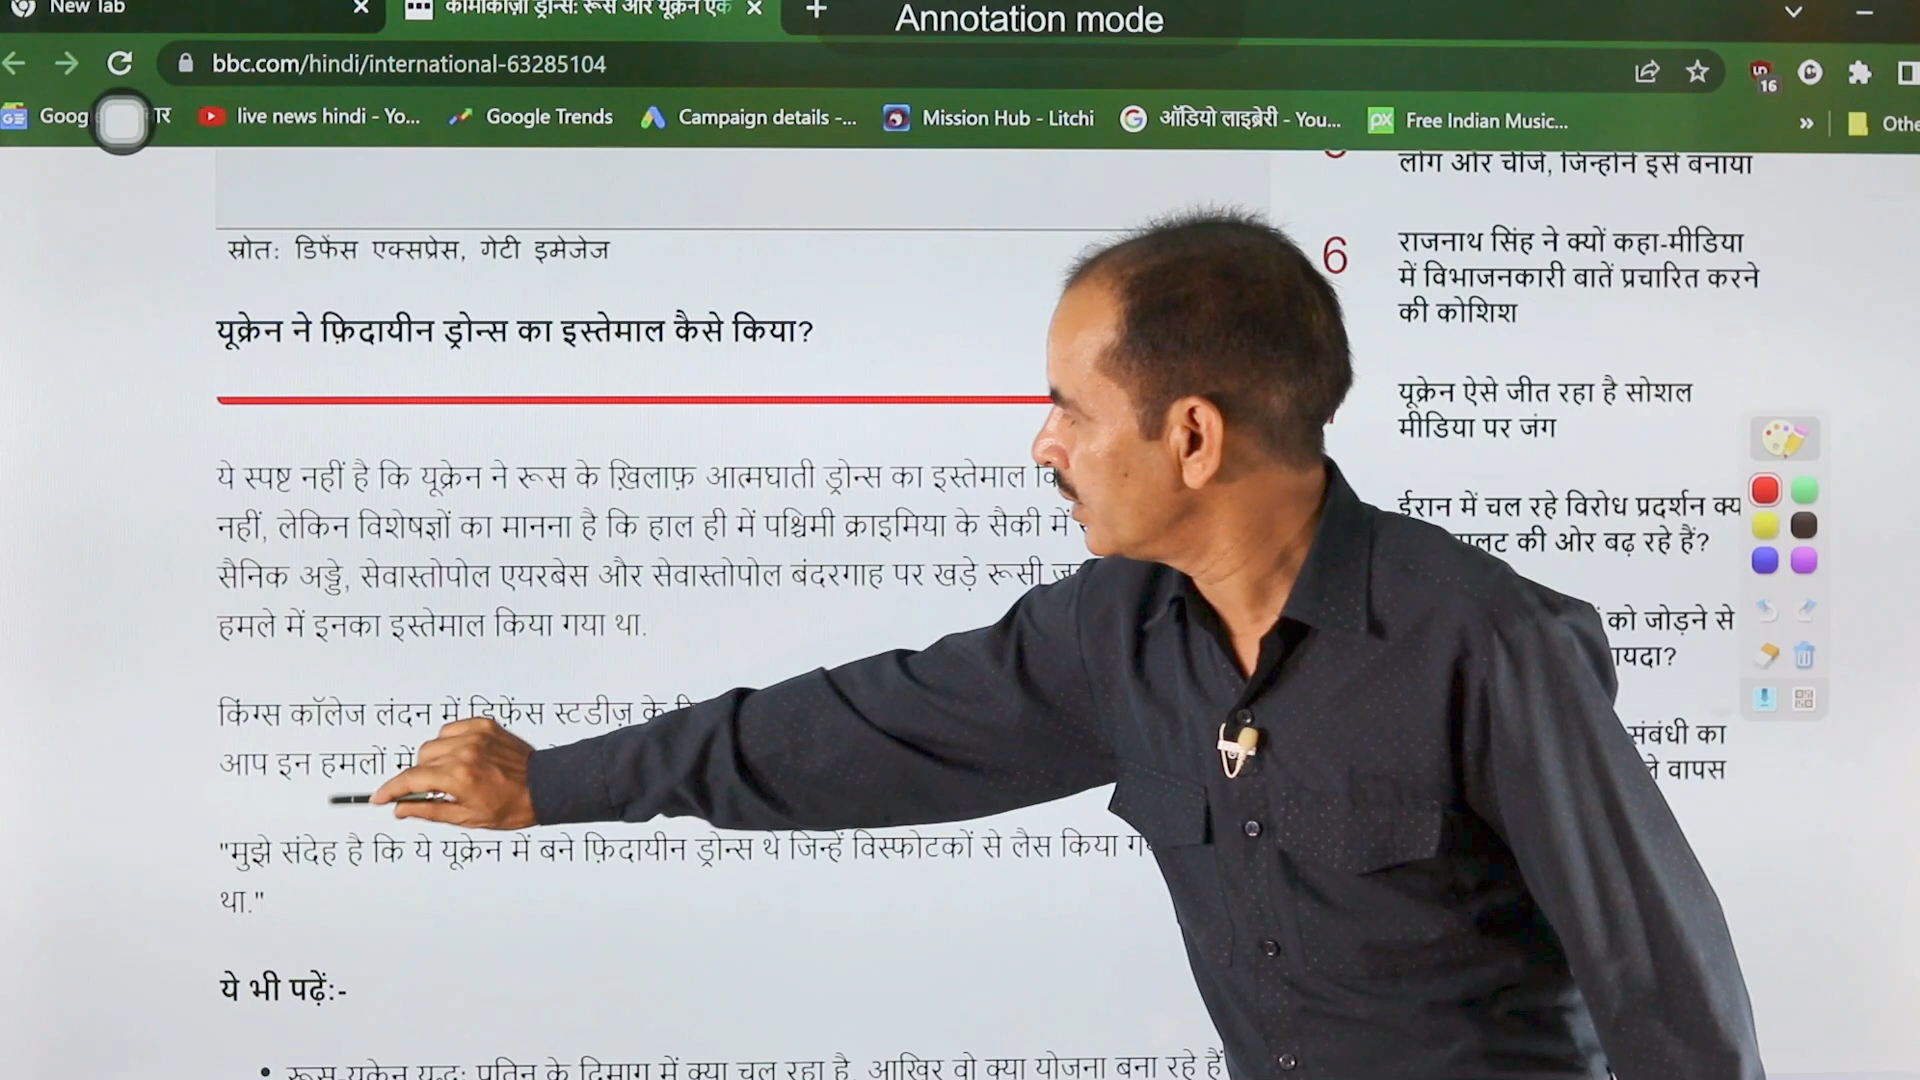 New Tab
कामीकाज़ी ड्रोन्स: रूस और यूक्रेन एक
Annotation mode
bbc.com/hindi/international-63285104
16
Goog
live news hindi - Yo...
Google Trends
Campaign details -...
Mission Hub - Litchi
ऑडियो लाइब्रेरी - You...
Free Indian Music...
»
Othe
स्रोत: डिफेंस एक्सप्रेस, गेटी इमेजेज
यूक्रेन ने फ़िदायीन ड्रोन्स का इस्तेमाल कैसे किया?
ये स्पष्ट नहीं है कि यूक्रेन ने रूस के ख़िलाफ़ आत्मघाती ड्रोन्स का इस्तेमाल
नहीं, लेकिन विशेषज्ञों का मानना है कि हाल ही में पश्चिमी क्राइमिया के सैकी में
सैनिक अड्डे, सेवास्तोपोल एयरबेस और सेवास्तोपोल बंदरगाह पर खड़े रूसी
हमले में इनका इस्तेमाल किया गया था.
किंग्स कॉलेज लंदन में डिफ़ेंस स्टडीज़ के
आप इन हमलों में
"मुझे संदेह है कि ये यूक्रेन में बने फ़िदायीन ड्रोन्स थे जिन्हें विस्फोटकों से लैस किया
था."
ये भी पढ़ें:-
• रूस-यूक्रेन युद्ध: पुतिन के दिमाग में क्या चल रहा है, आखिर वो क्या योजना बना रहे हैं
लोग और चीजें, जिन्होंने इसे बनाया
6
राजनाथ सिंह ने क्यों कहा-मीडिया
में विभाजनकारी बातें प्रचारित करने
की कोशिश
यूक्रेन ऐसे जीत रहा है सोशल
मीडिया पर जंग
ईरान में चल रहे विरोध प्रदर्शन
की ओर बढ़ रहे हैं?
को जोड़ने से
संबंधी का
वापस